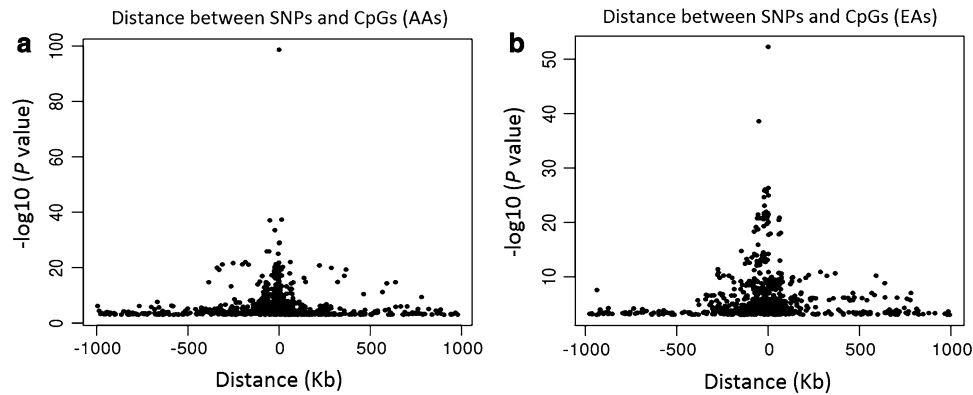 Distance between SNPs and CpGs (AAs)
a
100
80
60
40
20
0
-log10 (P value)
-1000 -500 0 500 1000
Distance (Kb)
Distance between SNPs and CpGs (EAs)
b
50
40
30
20
10
-log10 (P value)
-1000 -500 0 500 1000
Distance (Kb)